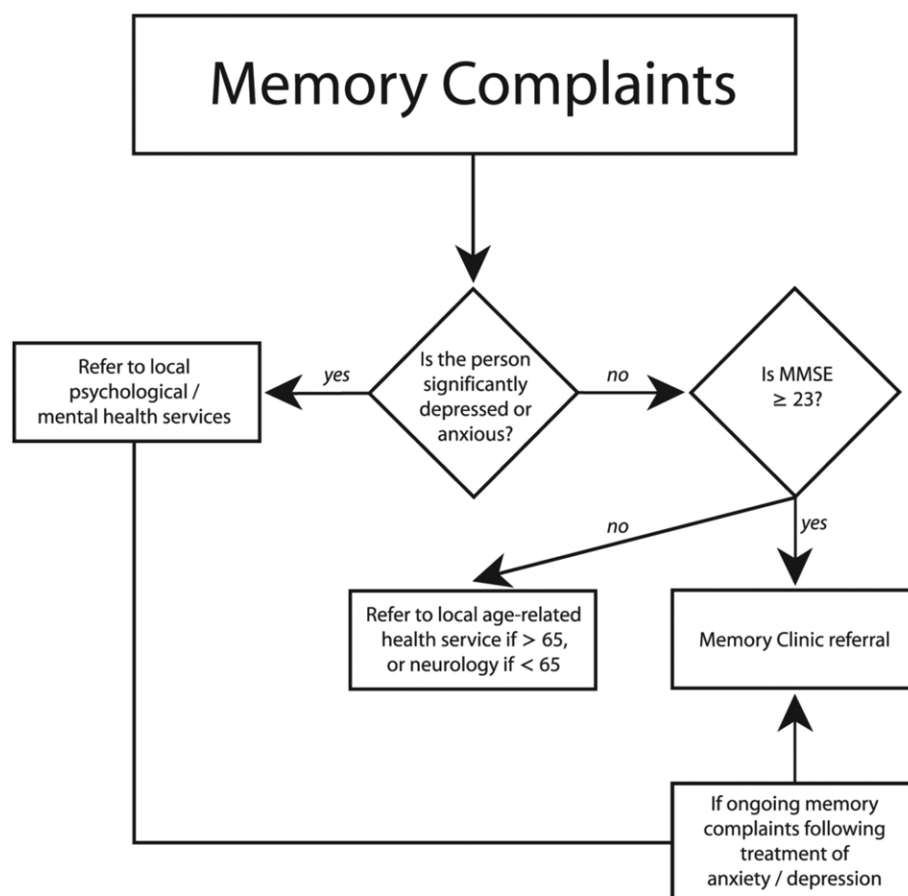 Memory Complaints
Refer to local
psychological /
mental health services
yes
Is the person
significantly
depressed or
anxious?
no
Is MMSE
≥ 23?
no
yes
Refer to local age-related
health service if > 65,
or neurology if < 65
Memory Clinic referral
If ongoing memory
complaints following
treatment of
anxiety / depression